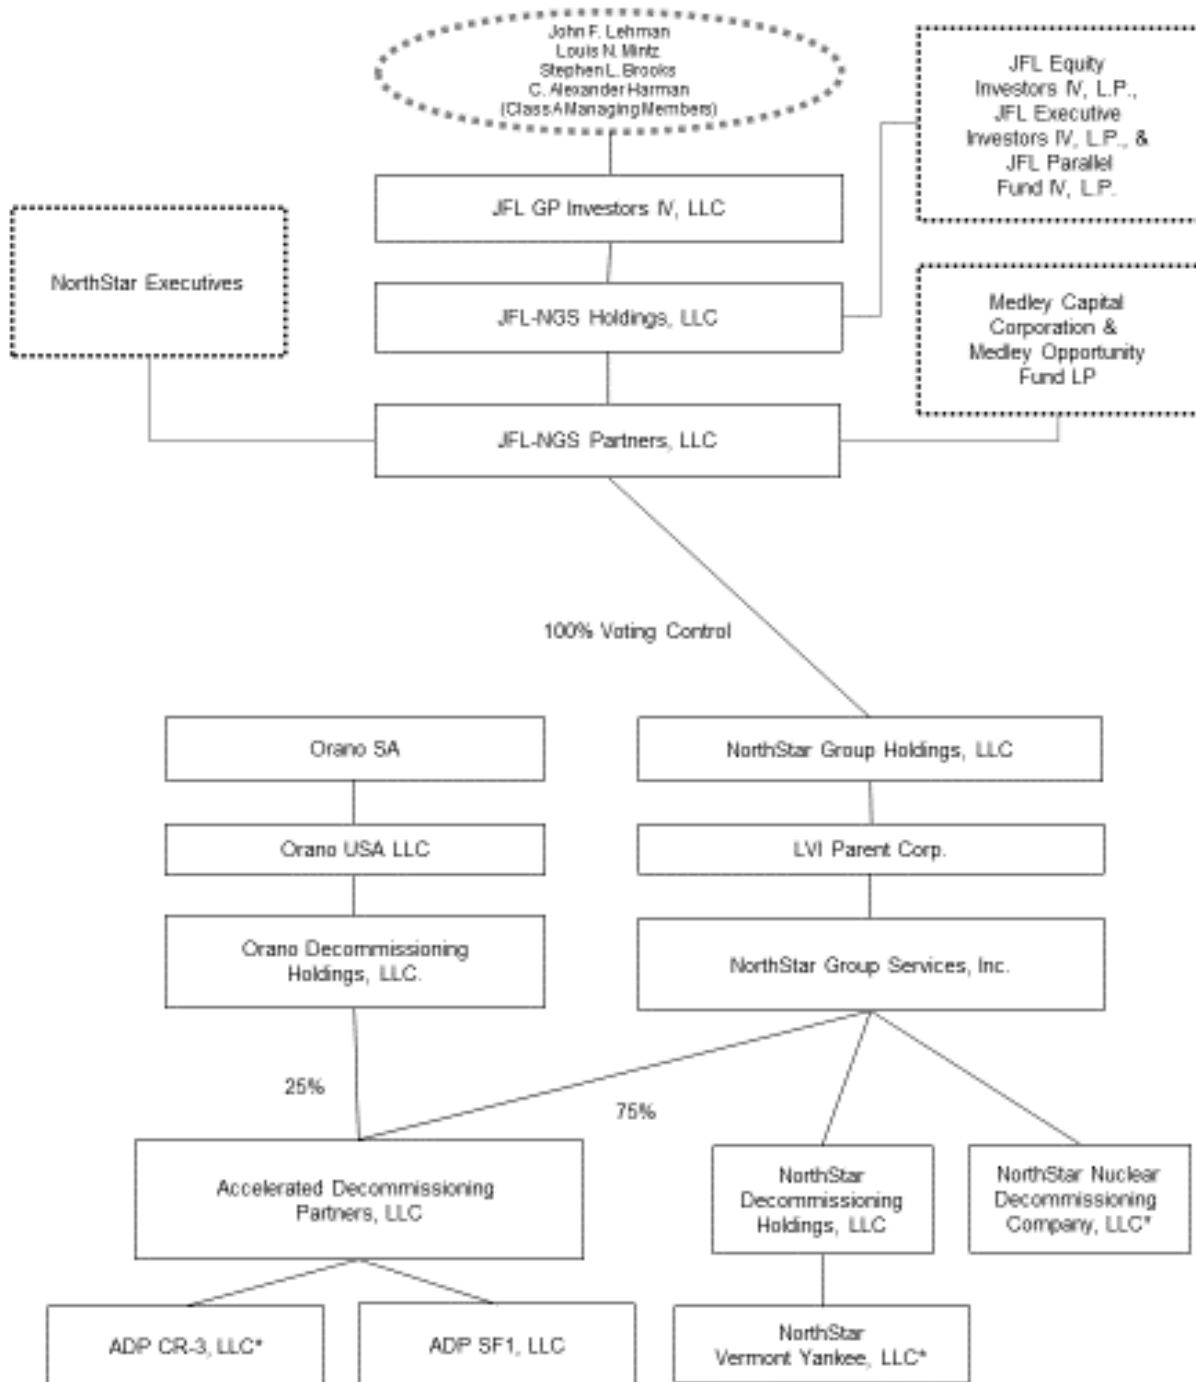 John F. Lehman
Louis N. Mintz
Stephen L. Brooks
C. Alexander Harman
(Class A Managing Members)
JFL Equity
Investors IV, L.P.,
JFL Executive
Investors IV, L.P., &
JFL Parallel
Fund IV, L.P.
JFL GP Investors IV, LLC
NorthStar Executives
JFL-NGS Holdings, LLC
Medley Capital
Corporation &
Medley Opportunity
Fund LP
JFL-NGS Partners, LLC
100% Voting Control
Orano SA
NorthStar Group Holdings, LLC
Orano USA LLC
LVI Parent Corp.
Orano Decommissioning
Holdings, LLC.
NorthStar Group Services, Inc.
25%
75%
Accelerated Decommissioning
Partners, LLC
NorthStar
Decommissioning
Holdings, LLC
NorthStar Nuclear
Decommissioning
Company, LLC*
ADP CR-3, LLC*
ADP SF1, LLC
NorthStar
Vermont Yankee, LLC*